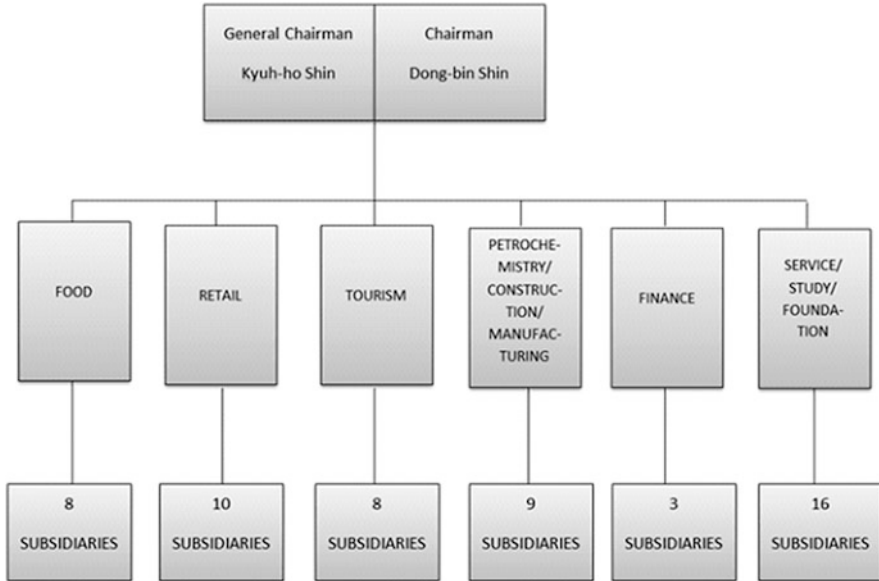 General Chairman
Kyuh-ho Shin
Chairman
Dong-bin Shin
FOOD
RETAIL
TOURISM
PETROCHE-
MISTRY/
CONSTRUC-
TION/
MANUFAC-
TURING
FINANCE
SERVICE/
STUDY/
FOUNDA-
TION
8
SUBSIDIARIES
10
SUBSIDIARIES
8
SUBSIDIARIES
9
SUBSIDIARIES
3
SUBSIDIARIES
16
SUBSIDIARIES